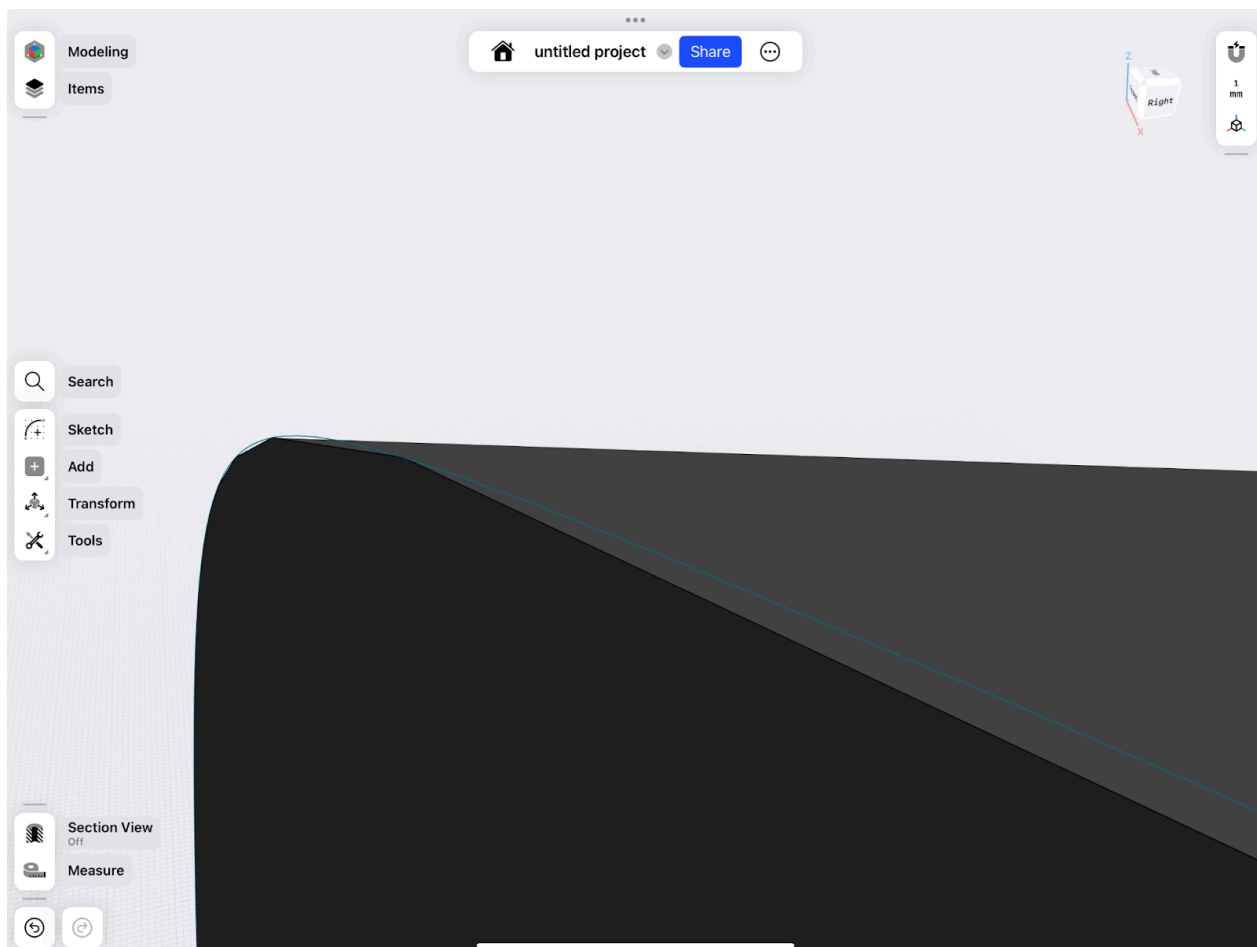 Modeling
Items
untitled project
Share
Z
Right
X
1
mm
Search
Sketch
Add
Transform
Tools
Section View
Off
Measure